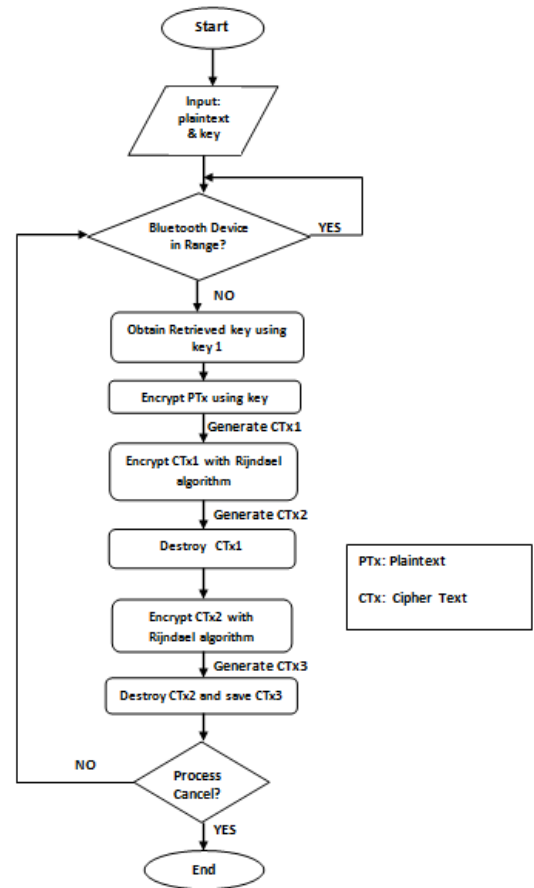 Start
Input:
plaintext
& key
Bluetooth Device
in Range?
YES
NO
Obtain Retrieved key using
key 1
Encrypt PTx using key
Generate CTx1
Encrypt CTx1 with Rijndael
algorithm
Generate CTx2
Destroy CTx1
PTx: Plaintext
CTx: Cipher Text
Encrypt CTx2 with
Rijndael algorithm
Generate CTx3
Destroy CTx2 and save CTx3
NO
Process
Cancel?
YES
End